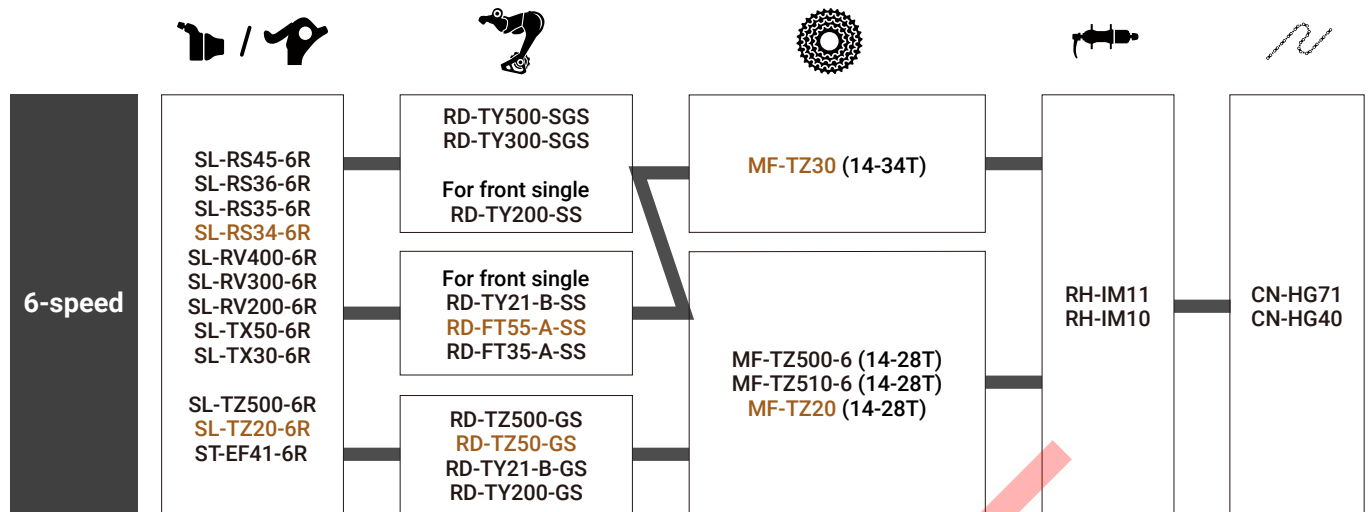 6-speed
SL-RS45-6R
SL-RS36-6R
SL-RS35-6R
SL-RS34-6R
SL-RV400-6R
SL-RV300-6R
SL-RV200-6R
SL-TX50-6R
SL-TX30-6R
SL-TZ500-6R
SL-TZ20-6R
ST-EF41-6R
RD-TY500-SGS
RD-TY300-SGS
For front single
RD-TY200-SS
For front single
RD-TY21-B-SS
RD-FT55-A-SS
RD-FT35-A-SS
RD-TZ500-GS
RD-TZ50-GS
RD-TY21-B-GS
RD-TY200-GS
MF-TZ30 (14-34T)
MF-TZ500-6 (14-28T)
MF-TZ510-6 (14-28T)
MF-TZ20 (14-28T)
RH-IM11
RH-IM10
CN-HG71
CN-HG40